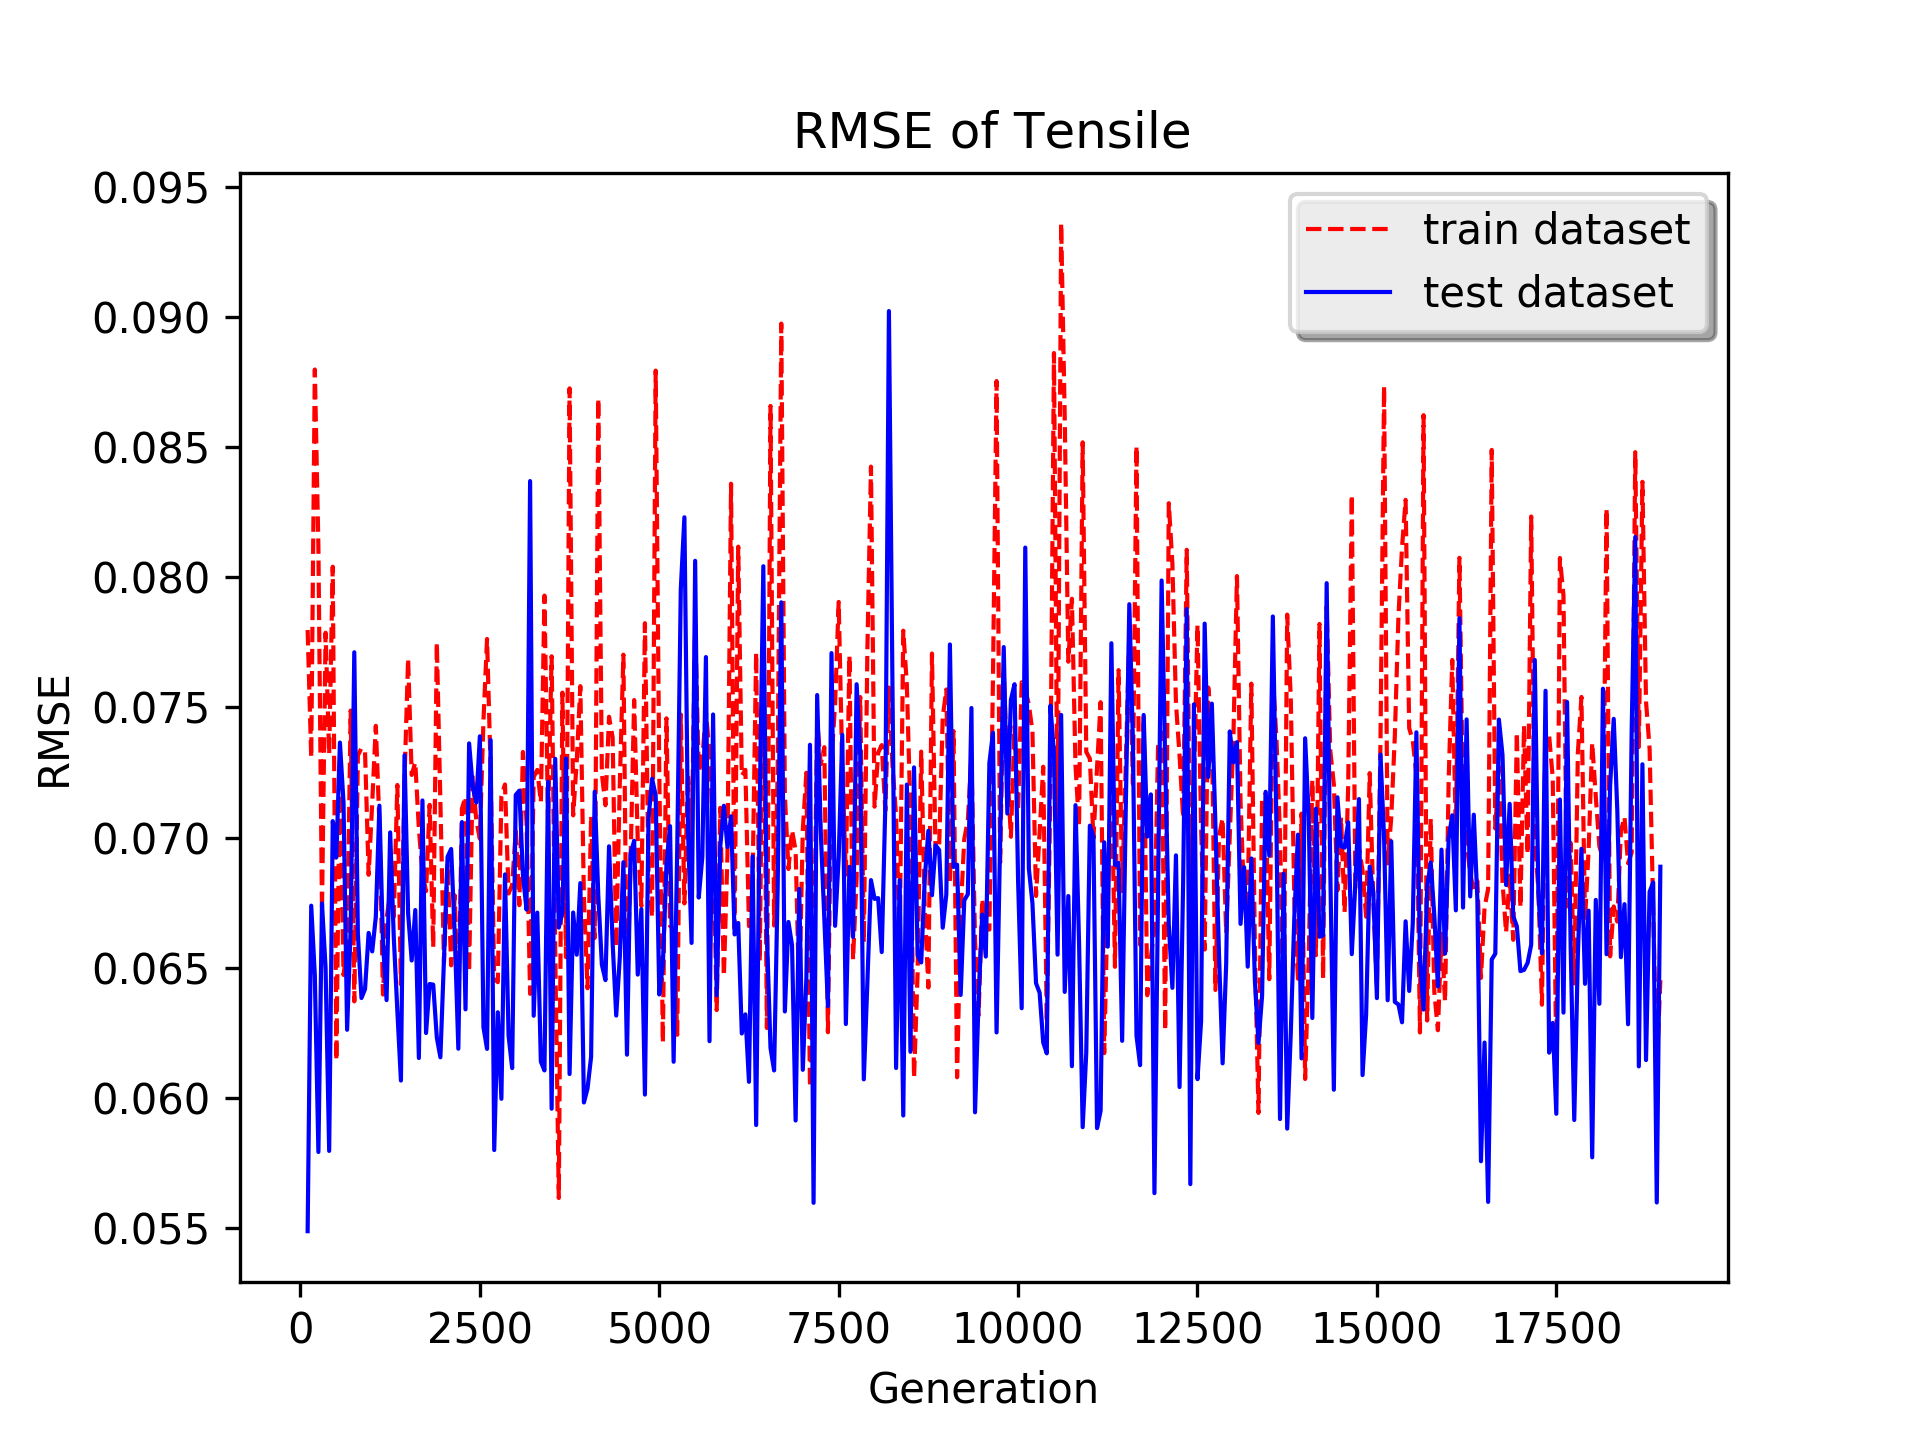 RMSE of Tensile
train dataset
test dataset
RMSE
0.095
0.090
0.085
0.080
0.075
0.070
0.065
0.060
0.055
0 2500 5000 7500 10000 12500 15000 17500
Generation